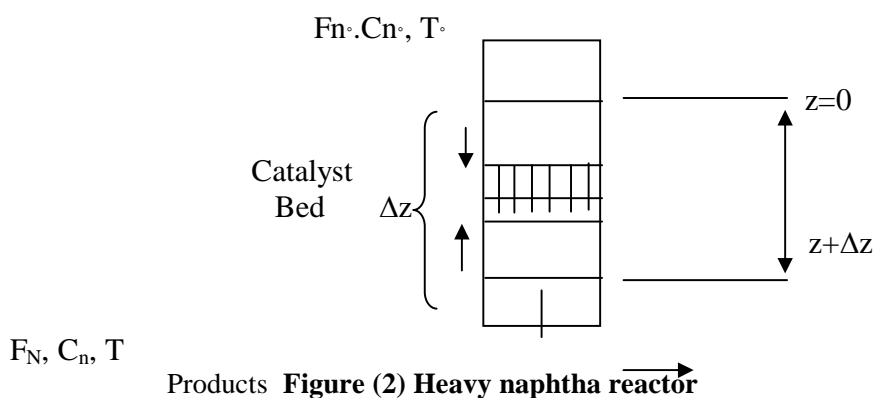 Fn◦.Cn◦, T◦
z=0
Catalyst
Bed
Δz
z+Δz
F_N, C_n, T
Products Figure (2) Heavy naphtha reactor